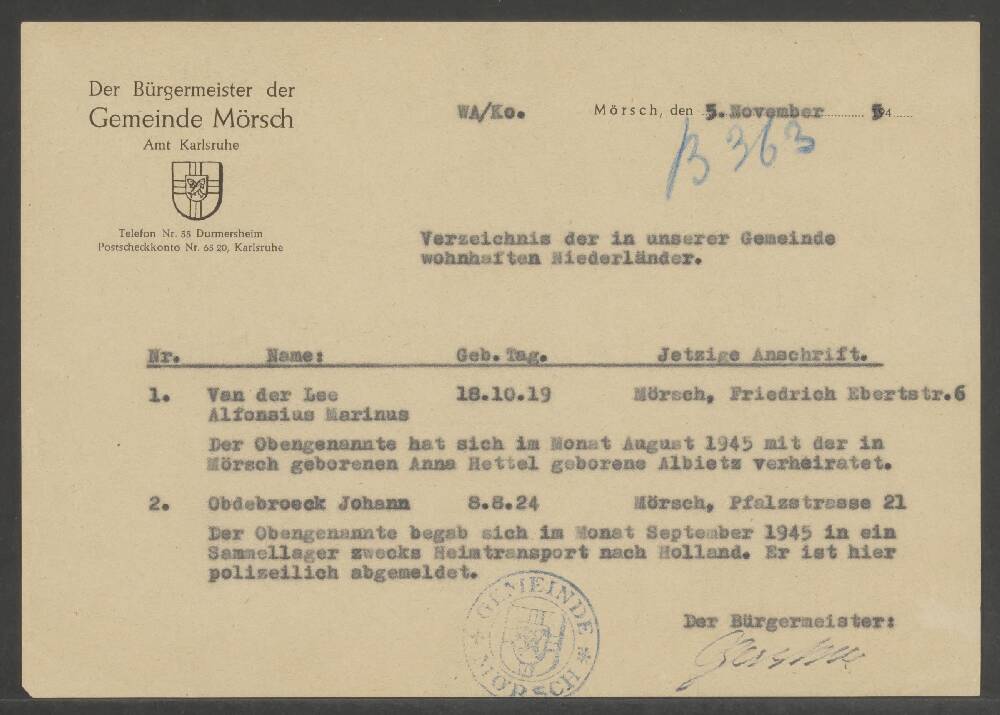 Der Bürgermeister der
Gemeinde Mörsch
Amt Karlsruhe
Telefon Nr. 35 Durmersheim
Postscheckkonto Nr. 65 20, Karlsruhe
WA/Ko. Mörsch, den 5. November 194
B 363
Verzeichnis der in unserer Gemeinde
wohnhaften Niederländer.
Nr. Name: Geb. Tag. Jetzige Anschrift.
1. Van der Lee 18.10.19 Mörsch, Friedrich Ebertstr.6
Alfonsius Marinus
Der Obengenannte hat sich im Monat August 1945 mit der in
Mörsch geborenen Anna Hettel geborene Albietz verheiratet.
2. Obdebroeck Johann 8.8.24 Mörsch, Pfalzstrasse 21
Der Obengenannte begab sich im Monat September 1945 in ein
Sammellager zwecks Heimtransport nach Holland. Er ist hier
polizeilich abgemeldet.
GEMEINDE
* MÖRSCH *
Der Bürgermeister: